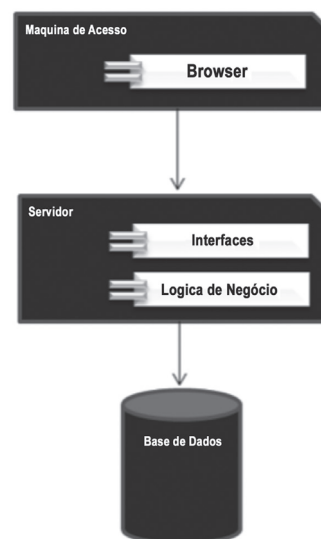 Maquina de Acesso
Browser
Servidor
Interfaces
Logica de Negócio
Base de Dados